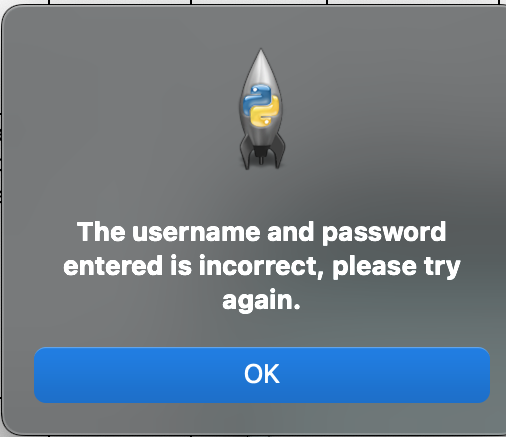 The username and password
entered is incorrect, please try
again.
OK